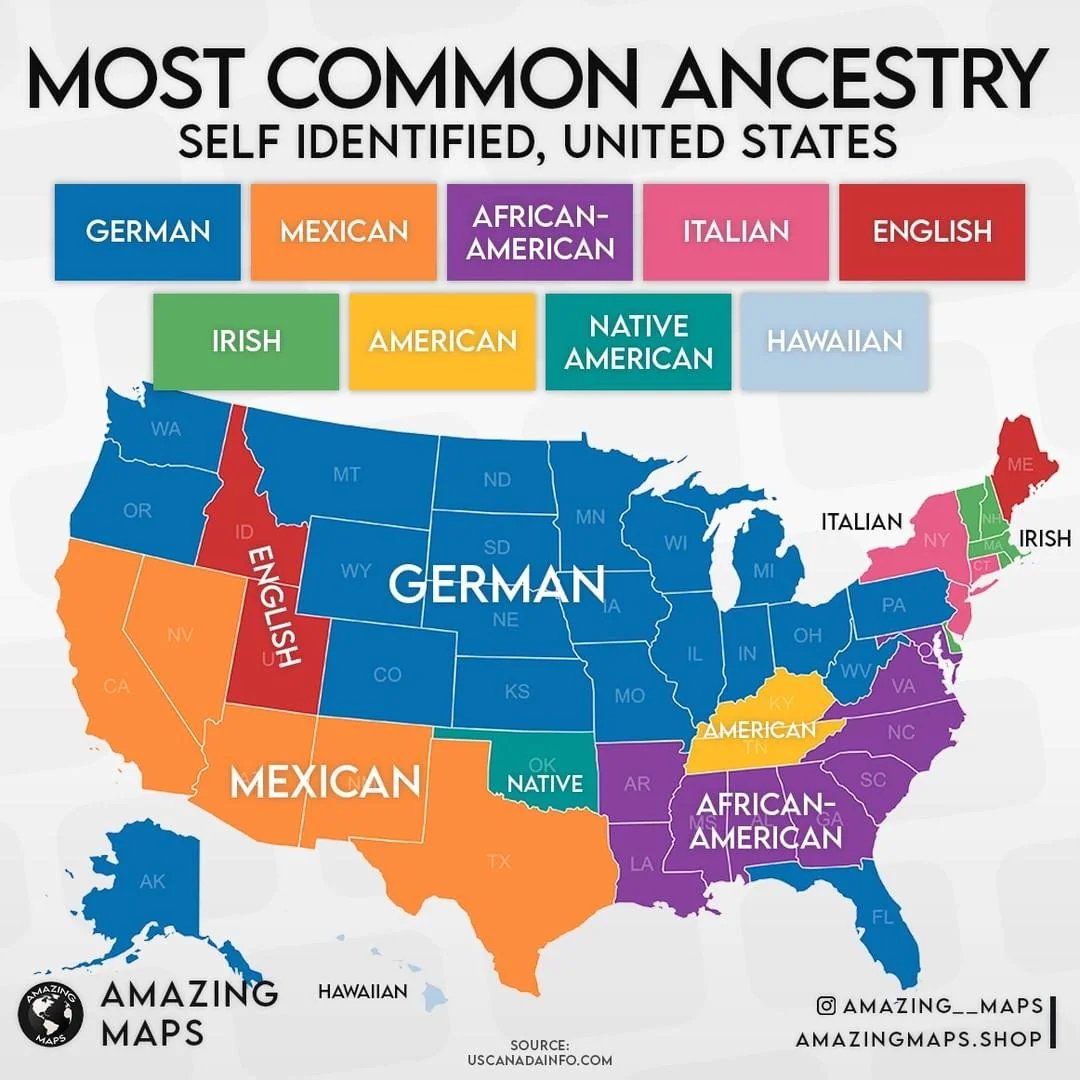 MOST COMMON ANCESTRY
SELF IDENTIFIED, UNITED STATES
GERMAN
MEXICAN
AFRICAN-
AMERICAN
ITALIAN
ENGLISH
IRISH
AMERICAN
NATIVE
AMERICAN
HAWAIIAN
WA
MT
ND
MN
OR
ID
SD
WI
MI
ME
ITALIAN
NY
NH
IRISH
MA
CT
WY
GERMAN
NE
IA
PA
ENGLISH
NV
CO
IL
IN
OH
WV
VA
CA
KS
MO
KY
AMERICAN
TN
NC
MEXICAN
OK
NATIVE
AR
SC
AFRICAN-
AMERICAN
MS
AL
GA
TX
LA
AK
FL
HAWAIIAN
AMAZING
MAPS
AMAZING
MAPS
SOURCE:
USCANADAINFO.COM
AMAZING__MAPS
AMAZINGMAPS.SHOP